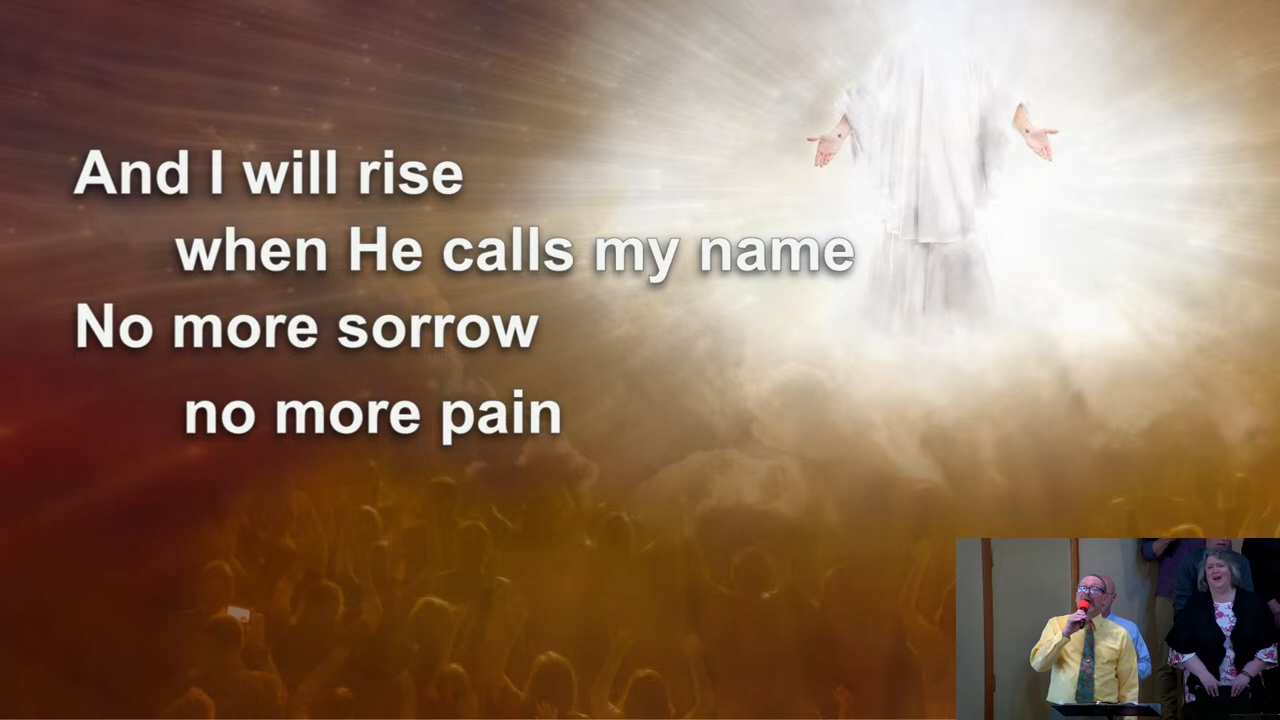 And I will rise
when He calls my name
No more sorrow
no more pain